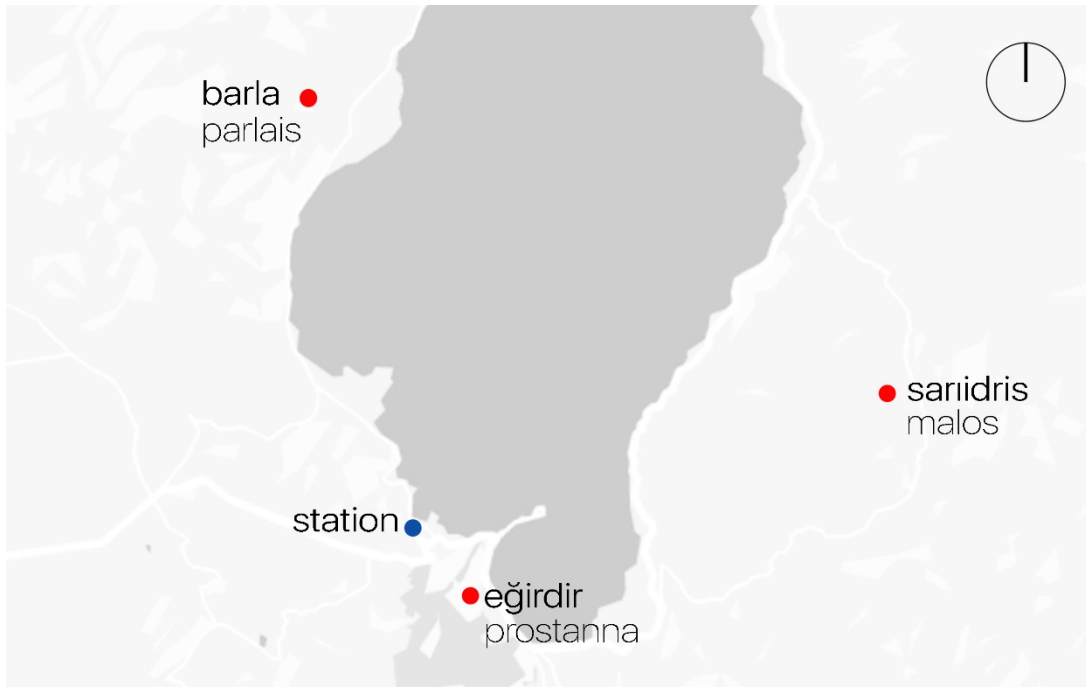 barla
parlais
sarıidris
malos
station
eğirdir
prostanna